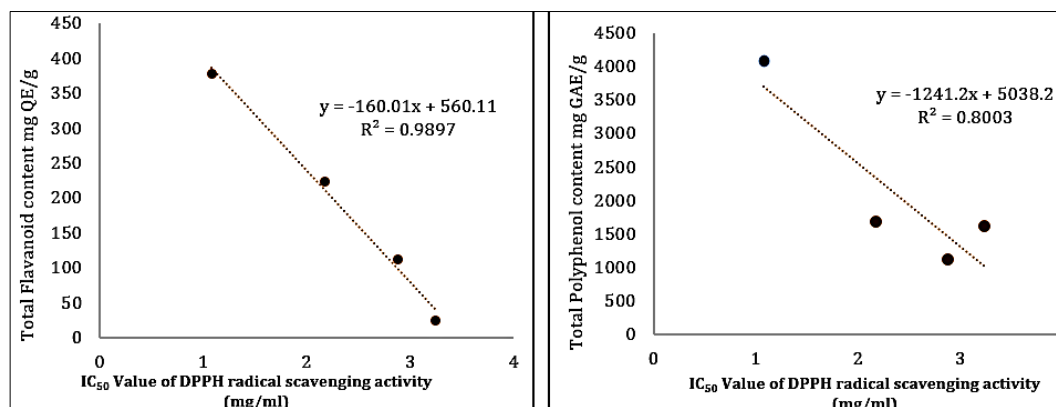 Total Flavanoid content mg QE/g
450
400
350
300
250
200
150
100
50
0
y = -160.01x + 560.11
R² = 0.9897
0 1 2 3 4
IC₅₀ Value of DPPH radical scavenging activity
(mg/ml)
Total Polyphenol content mg GAE/g
4500
4000
3500
3000
2500
2000
1500
1000
500
0
y = -1241.2x + 5038.2
R² = 0.8003
0 1 2 3
IC₅₀ Value of DPPH radical scavenging activity
(mg/ml)